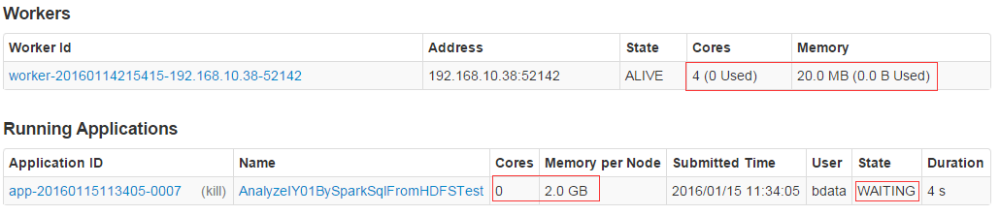 Workers
Worker Id Address State Cores Memory
worker-20160114215415-192.168.10.38-52142 192.168.10.38:52142 ALIVE 4 (0 Used) 20.0 MB (0.0 B Used)
Running Applications
Application ID Name Cores Memory per Node Submitted Time User State Duration
app-20160115113405-0007 (kill) AnalyzeIY01BySparkSqlFromHDFSTest 0 2.0 GB 2016/01/15 11:34:05 bdata WAITING 4 s